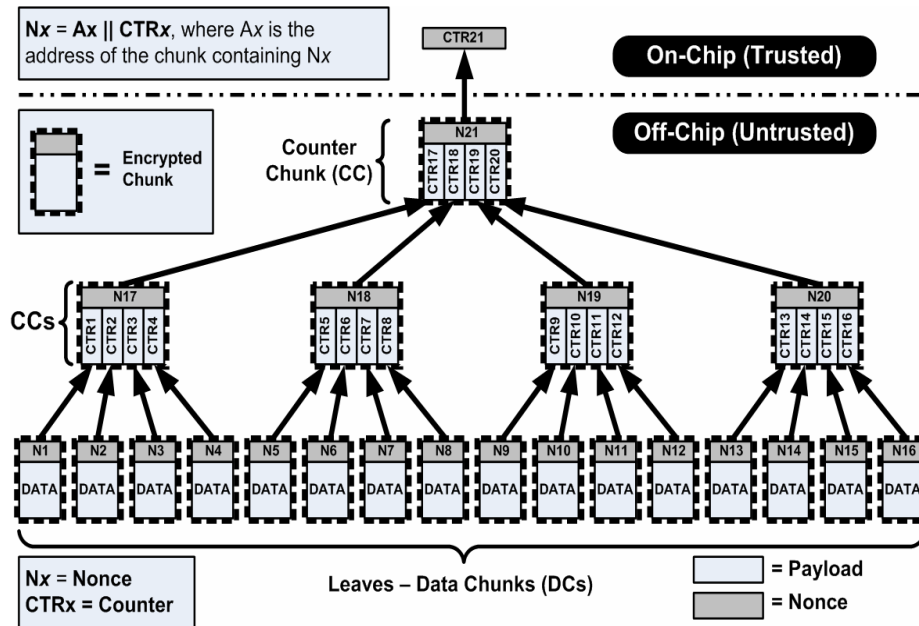 Nx = Ax || CTRx, where Ax is the
address of the chunk containing Nx
CTR21
On-Chip (Trusted)
Off-Chip (Untrusted)
= Encrypted
Chunk
Counter
Chunk (CC)
N21
CTR17 CTR18 CTR19 CTR20
CCs
N17 N18 N19 N20
CTR1 CTR2 CTR3 CTR4 CTR5 CTR6 CTR7 CTR8 CTR9 CTR10 CTR11 CTR12 CTR13 CTR14 CTR15 CTR16
N1 N2 N3 N4 N5 N6 N7 N8 N9 N10 N11 N12 N13 N14 N15 N16
DATA DATA DATA DATA DATA DATA DATA DATA DATA DATA DATA DATA DATA DATA DATA DATA
Nx = Nonce
CTRx = Counter
Leaves – Data Chunks (DCs)
= Payload
= Nonce